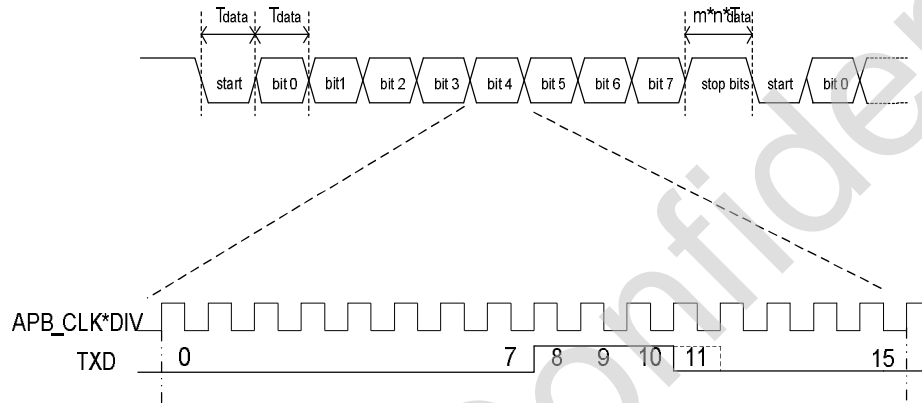 Tdata Tdata m*n*Tdata
start bit 0 bit1 bit 2 bit 3 bit 4 bit 5 bit 6 bit 7 stop bits start bit 0
APB_CLK*DIV
TXD 0 7 8 9 10 11 15